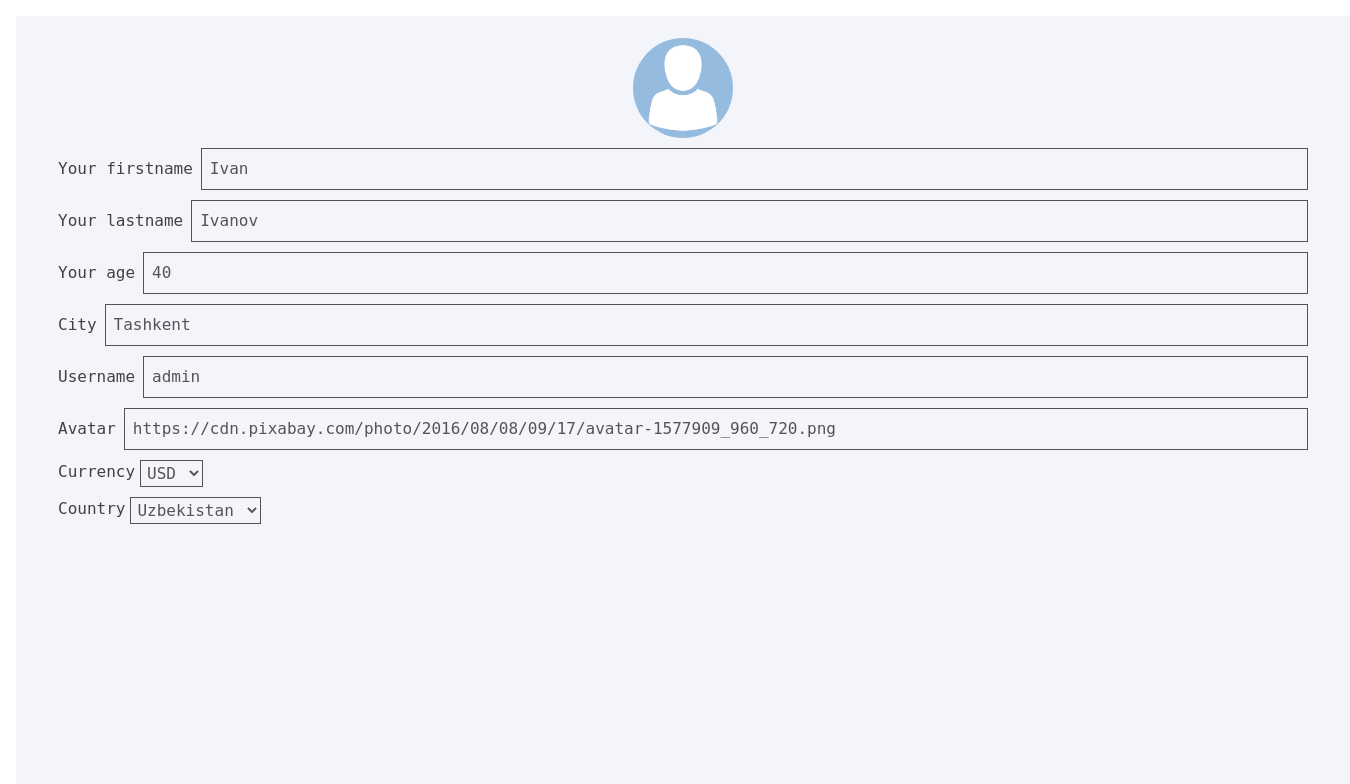 Your firstname Ivan
Your lastname Ivanov
Your age 40
City Tashkent
Username admin
Avatar https://cdn.pixabay.com/photo/2016/08/08/09/17/avatar-1577909_960_720.png
Currency USD
Country Uzbekistan